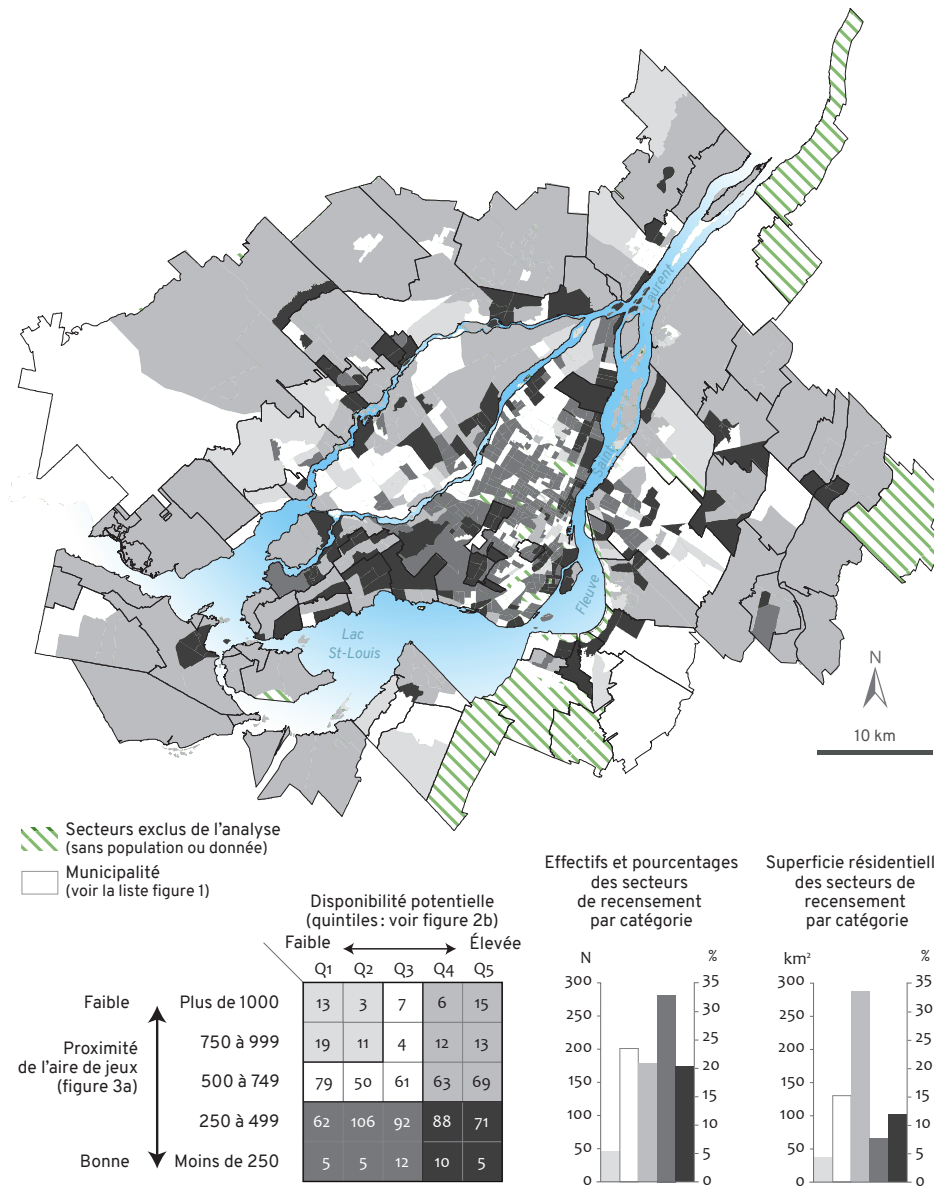 Laurent
Saint
Fleuve
Lac
St-Louis
N
10 km
Secteurs exclus de l'analyse
(sans population ou donnée)
Municipalité
(voir la liste figure 1)
Disponibilité potentielle
(quintiles : voir figure 2b)
Faible Élevée
Q1 Q2 Q3 Q4 Q5
Faible Plus de 1000 13 3 7 6 15
750 à 999 19 11 4 12 13
Proximité
de l'aire de jeux
(figure 3a)
500 à 749 79 50 61 63 69
250 à 499 62 106 92 88 71
Bonne Moins de 250 5 5 12 10 5
Effectifs et pourcentages
des secteurs
de recensement
par catégorie
N %
300 35
250 30
200 25
150 20
100 15
50 10
0 5
0
Superficie résidentiell
des secteurs de
recensement
par catégorie
km² %
300 35
250 30
200 25
150 20
100 15
50 10
0 5
0